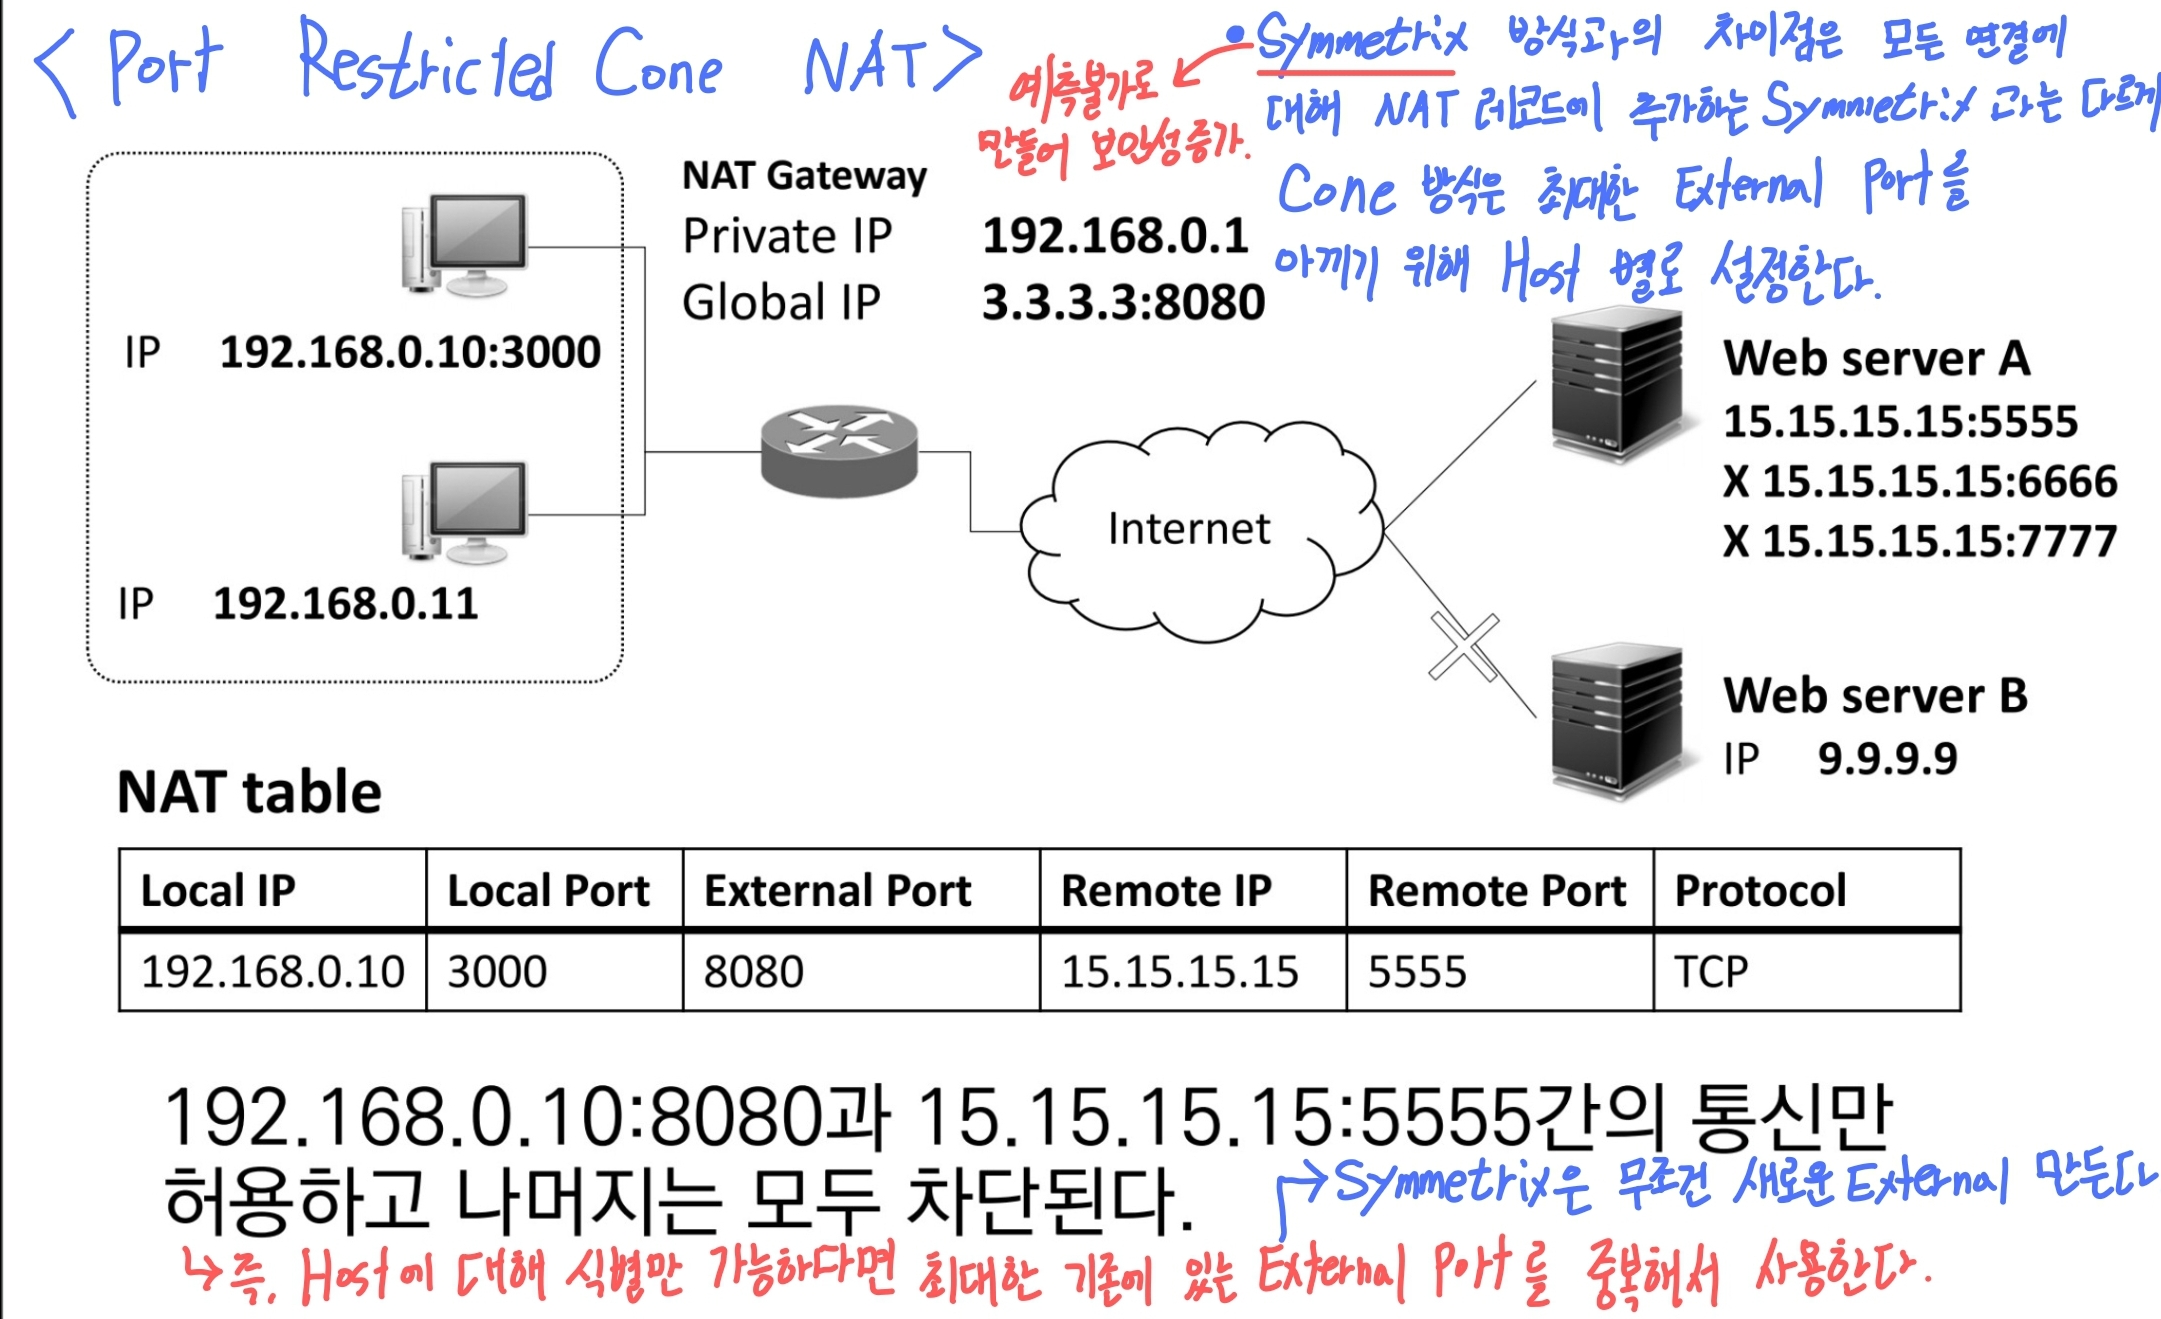 <Port Restricted Cone NAT>
• Symmetrix 방식과의 차이점은 모든 연결에
대해 NAT 레코드에 추가하는 Symmetrix 과는 다르게
Cone 방식은 최대한 External Port를
아끼기 위해 Host 별로 설정한다.
예측불가로
만들어 보안성증가.
NAT Gateway
Private IP 192.168.0.1
Global IP 3.3.3.3:8080
IP 192.168.0.10:3000
IP 192.168.0.11
Internet
Web server A
15.15.15.15:5555
X 15.15.15.15:6666
X 15.15.15.15:7777
Web server B
IP 9.9.9.9
NAT table
Local IP Local Port External Port Remote IP Remote Port Protocol
192.168.0.10 3000 8080 15.15.15.15 5555 TCP
192.168.0.10:8080과 15.15.15.15:5555간의 통신만
허용하고 나머지는 모두 차단된다.
→Symmetrix은 무조건 새로운 External 만든다
↳즉, Host에 대해 식별만 가능하다면 최대한 기존에 있는 External Port를 중복해서 사용한다.